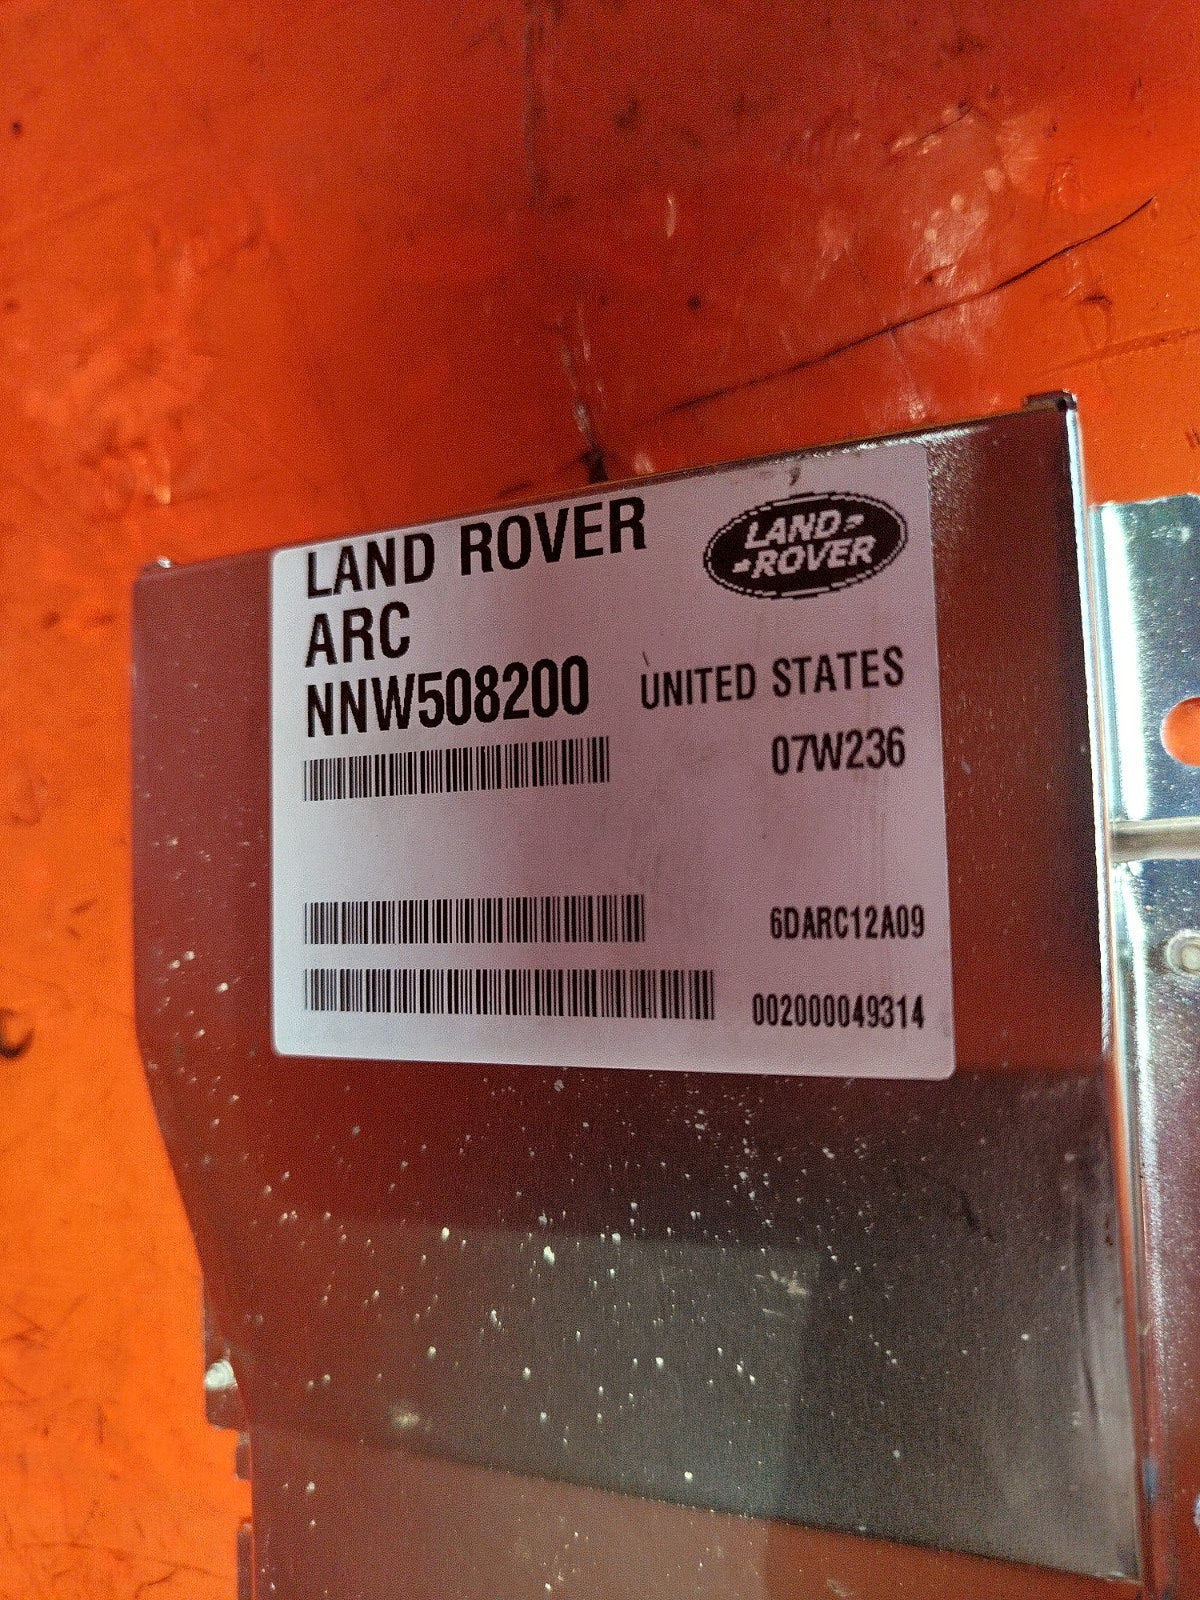 LAND ROVER
LAND
ROVER
ARC
NNW508200
UNITED STATES
07W236
6DARC12A09
002000049314